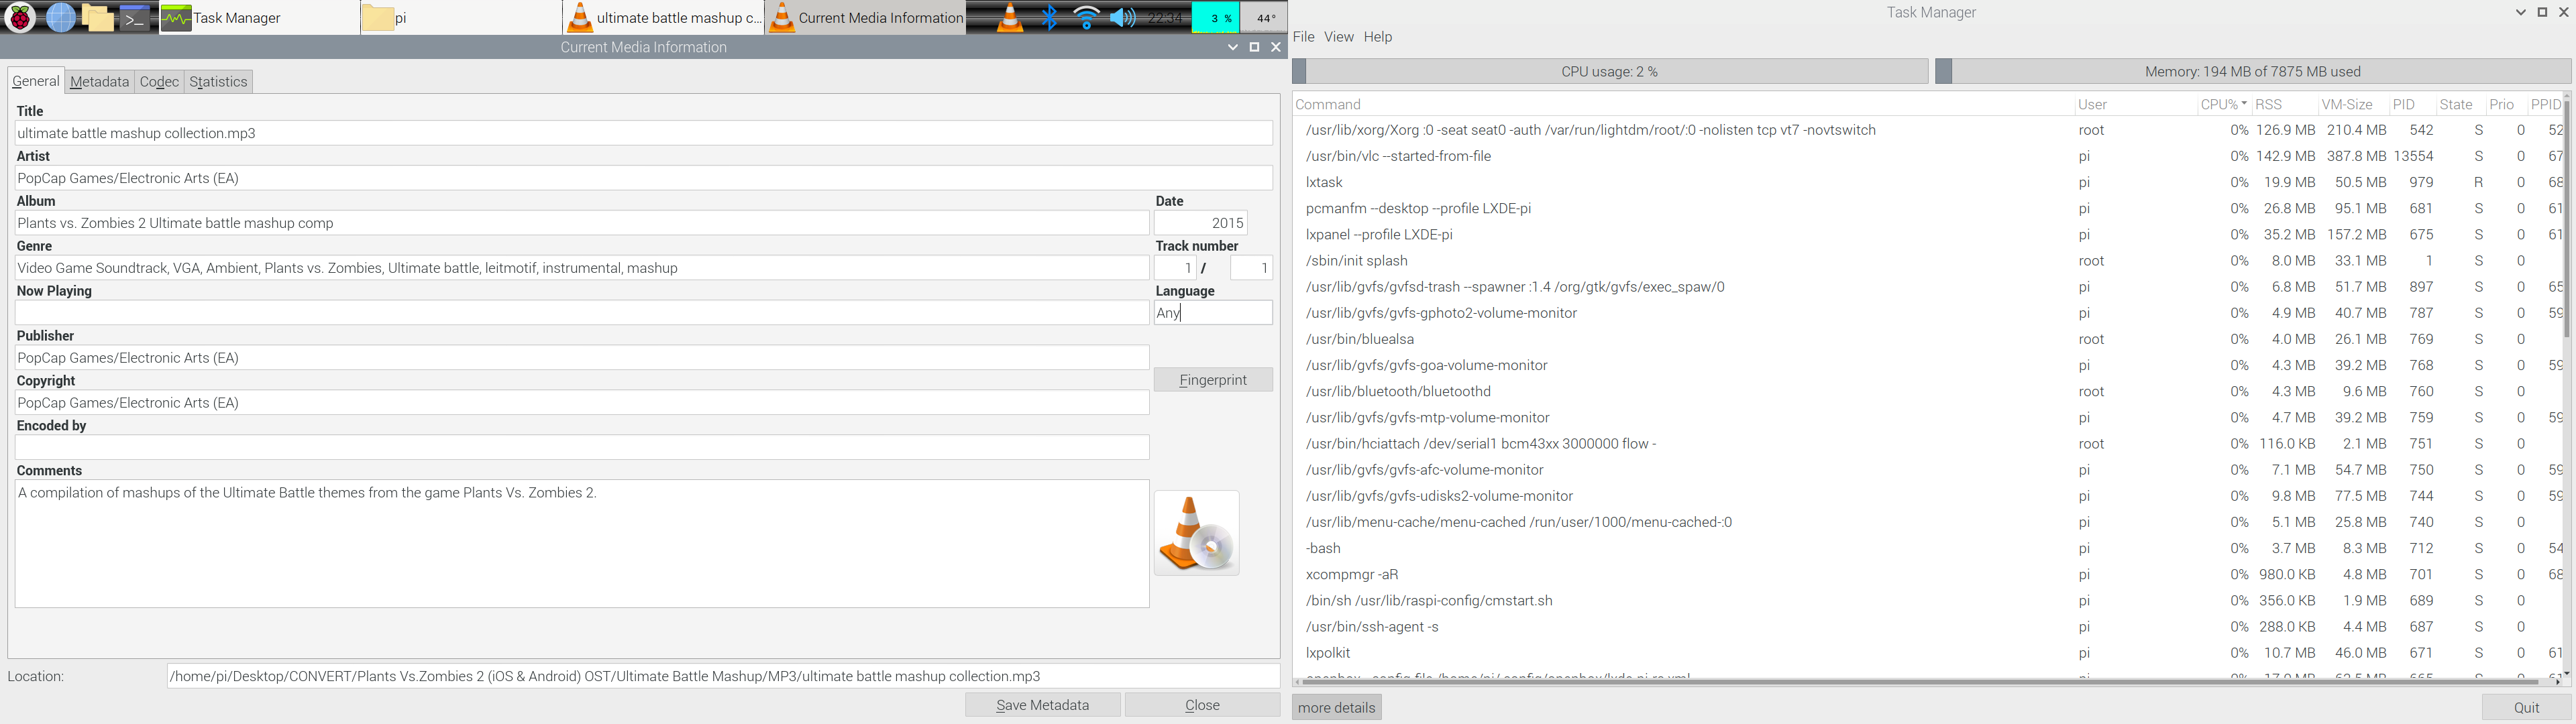 Task Manager
pi
ultimate battle mashup c...
Current Media Information
22:34
3 %
44°
Current Media Information
General
Metadata
Codec
Statistics
Title
ultimate battle mashup collection.mp3
Artist
PopCap Games/Electronic Arts (EA)
Album
Date
Plants vs. Zombies 2 Ultimate battle mashup comp
2015
Genre
Track number
Video Game Soundtrack, VGA, Ambient, Plants vs. Zombies, Ultimate battle, leitmotif, instrumental, mashup
1 / 1
Now Playing
Language
Any
Publisher
PopCap Games/Electronic Arts (EA)
Fingerprint
Copyright
PopCap Games/Electronic Arts (EA)
Encoded by
Comments
A compilation of mashups of the Ultimate Battle themes from the game Plants Vs. Zombies 2.
Location: /home/pi/Desktop/CONVERT/Plants Vs.Zombies 2 (iOS & Android) OST/Ultimate Battle Mashup/MP3/ultimate battle mashup collection.mp3
Save Metadata
Close
Task Manager
File View Help
CPU usage: 2 %
Memory: 194 MB of 7875 MB used
Command User CPU% RSS VM-Size PID State Prio PPID
/usr/lib/xorg/Xorg :0 -seat seat0 -auth /var/run/lightdm/root/:0 -nolisten tcp vt7 -novtswitch root 0% 126.9 MB 210.4 MB 542 S 0 52
/usr/bin/vlc --started-from-file pi 0% 142.9 MB 387.8 MB 13554 S 0 67
lxtask pi 0% 19.9 MB 50.5 MB 979 R 0 68
pcmanfm --desktop --profile LXDE-pi pi 0% 26.8 MB 95.1 MB 681 S 0 61
lxpanel --profile LXDE-pi pi 0% 35.2 MB 157.2 MB 675 S 0 61
/sbin/init splash root 0% 8.0 MB 33.1 MB 1 S 0
/usr/lib/gvfs/gvfsd-trash --spawner :1.4 /org/gtk/gvfs/exec_spaw/0 pi 0% 6.8 MB 51.7 MB 897 S 0 65
/usr/lib/gvfs/gvfs-gphoto2-volume-monitor pi 0% 4.9 MB 40.7 MB 787 S 0 59
/usr/bin/bluealsa root 0% 4.0 MB 26.1 MB 769 S 0
/usr/lib/gvfs/gvfs-goa-volume-monitor pi 0% 4.3 MB 39.2 MB 768 S 0 59
/usr/lib/bluetooth/bluetoothd root 0% 4.3 MB 9.6 MB 760 S 0
/usr/lib/gvfs/gvfs-mtp-volume-monitor pi 0% 4.7 MB 39.2 MB 759 S 0 59
/usr/bin/hciattach /dev/serial1 bcm43xx 3000000 flow - root 0% 116.0 KB 2.1 MB 751 S 0
/usr/lib/gvfs/gvfs-afc-volume-monitor pi 0% 7.1 MB 54.7 MB 750 S 0 59
/usr/lib/gvfs/gvfs-udisks2-volume-monitor pi 0% 9.8 MB 77.5 MB 744 S 0 59
/usr/lib/menu-cache/menu-cached /run/user/1000/menu-cached-:0 pi 0% 5.1 MB 25.8 MB 740 S 0
-bash pi 0% 3.7 MB 8.3 MB 712 S 0 54
xcompmgr -aR pi 0% 980.0 KB 4.8 MB 701 S 0 68
/bin/sh /usr/lib/raspi-config/cmstart.sh pi 0% 356.0 KB 1.9 MB 689 S 0
/usr/bin/ssh-agent -s pi 0% 288.0 KB 4.4 MB 687 S 0
lxpolkit pi 0% 10.7 MB 46.0 MB 671 S 0 61
more details
Quit